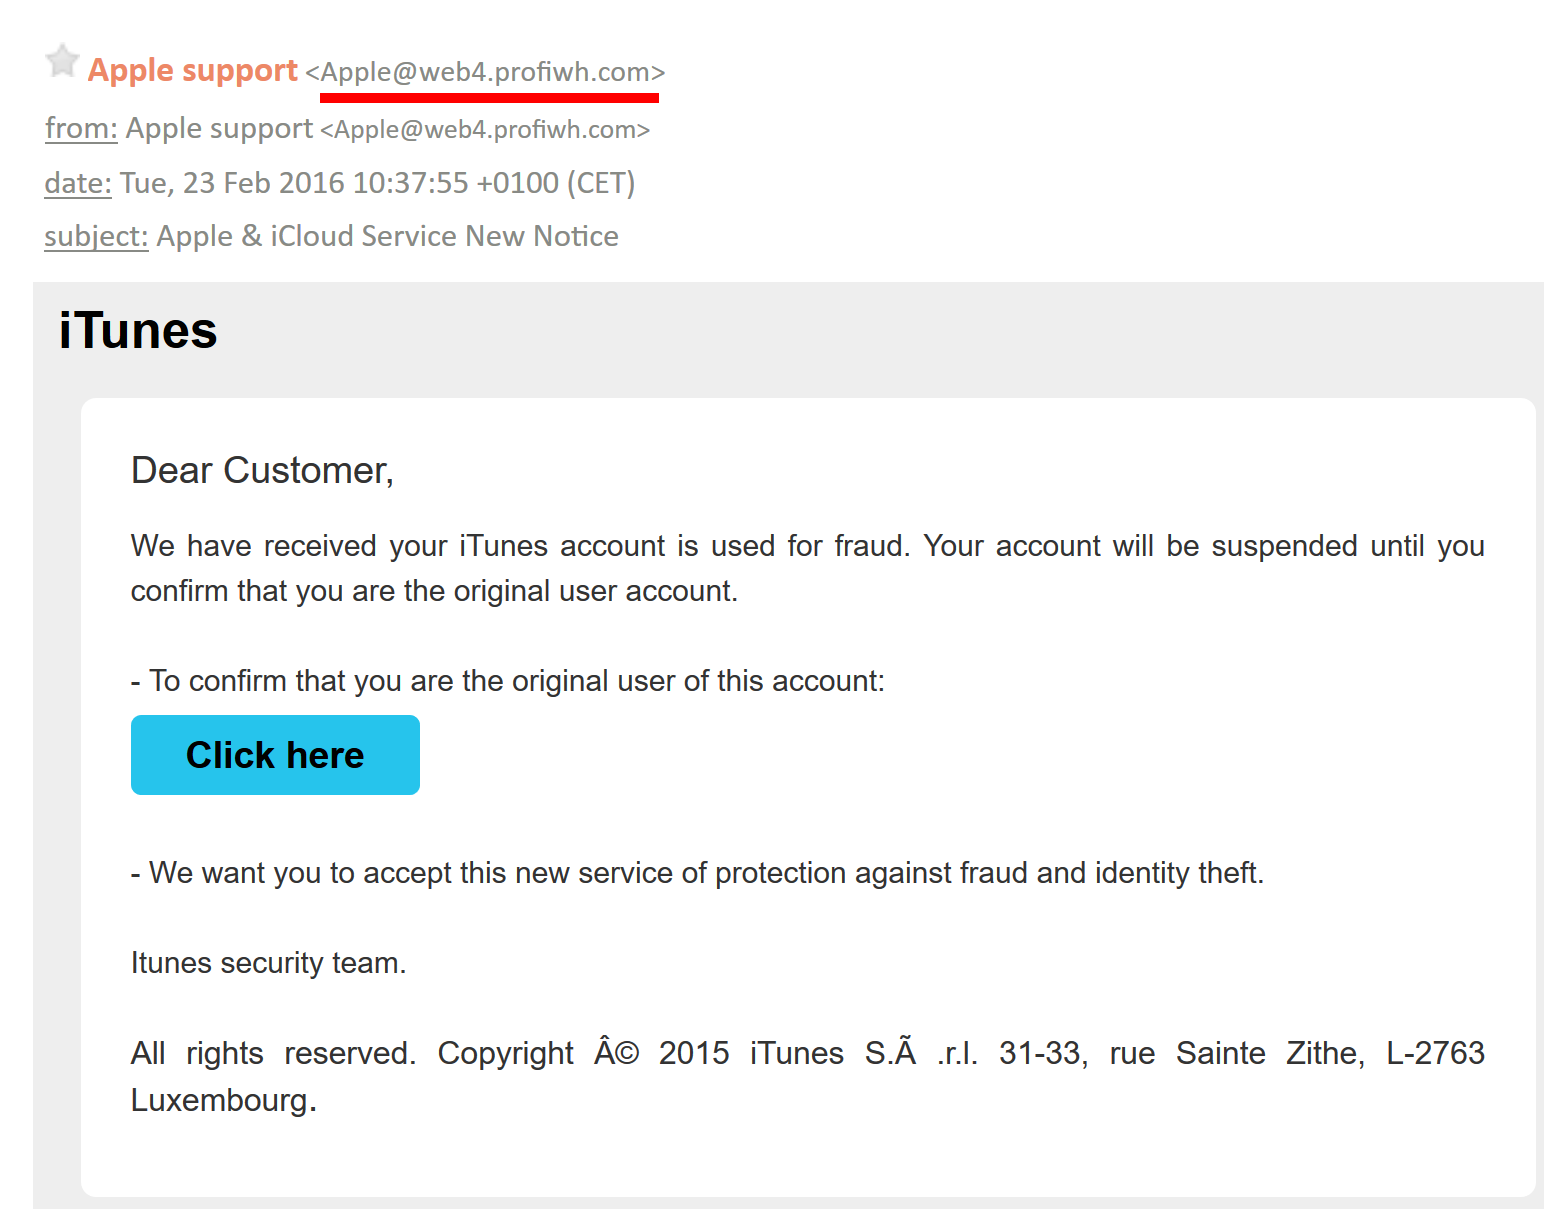 Apple support <Apple@web4.profiwh.com>
from: Apple support <Apple@web4.profiwh.com>
date: Tue, 23 Feb 2016 10:37:55 +0100 (CET)
subject: Apple & iCloud Service New Notice
iTunes
Dear Customer,
We have received your iTunes account is used for fraud. Your account will be suspended until you
confirm that you are the original user account.
- To confirm that you are the original user of this account:
Click here
- We want you to accept this new service of protection against fraud and identity theft.
Itunes security team.
All rights reserved. Copyright Â© 2015 iTunes S.Ã .r.l. 31-33, rue Sainte Zithe, L-2763
Luxembourg.